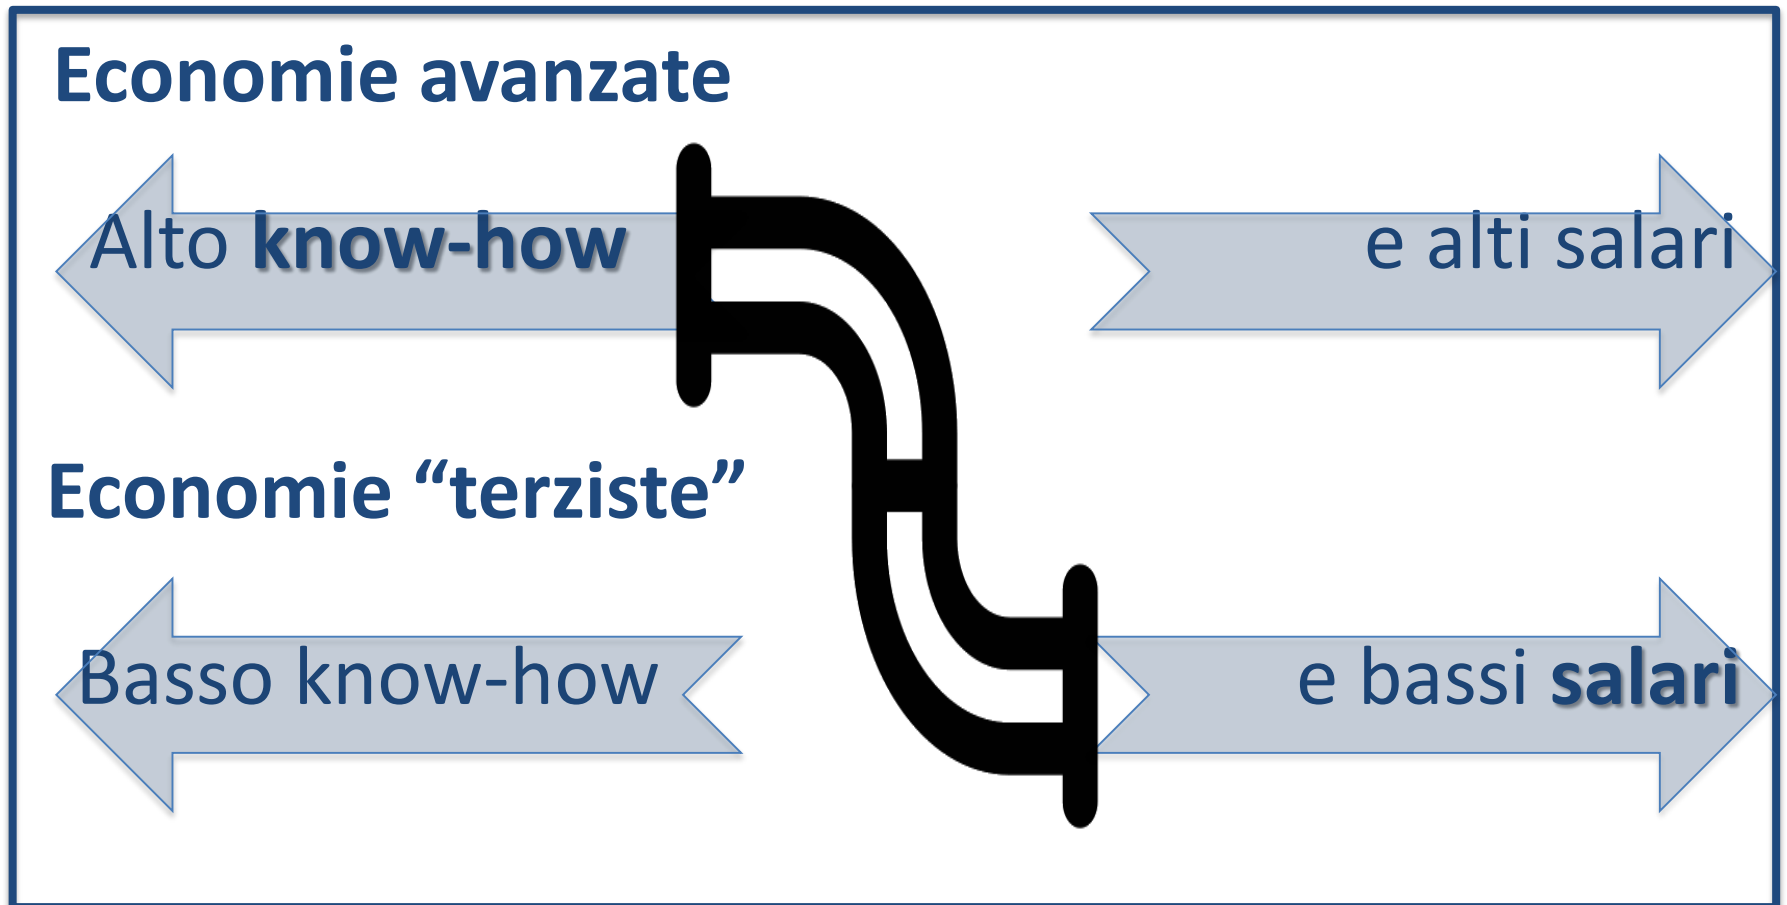 Economie avanzate
Alto know-how e alti salari
Economie “terziste”
Basso know-how e bassi salari